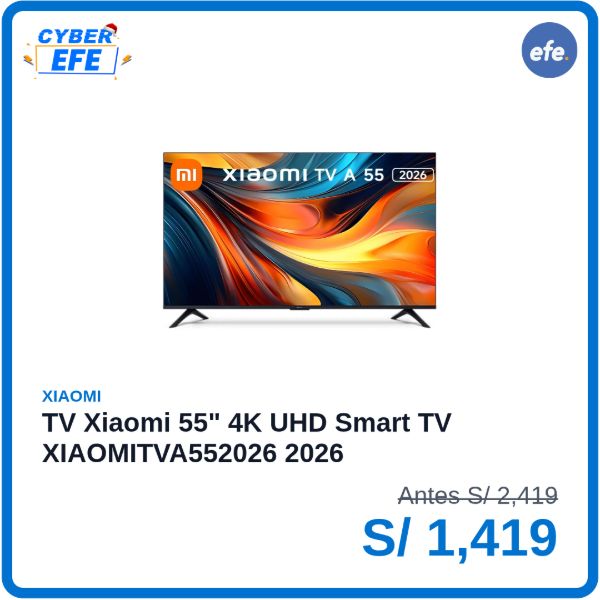 CYBER
EFE
efe.
mi
xiaomi TV A 55 2026
XIAOMI
TV Xiaomi 55" 4K UHD Smart TV
XIAOMITVA552026 2026
Antes S/ 2,419
S/ 1,419